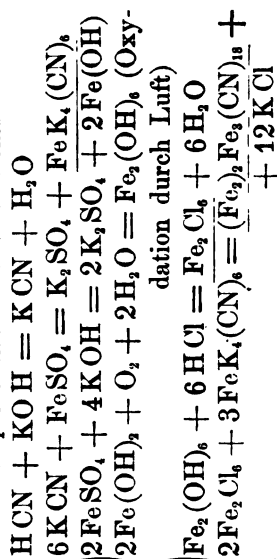 HCN + KOH = KCN + H₂O
6KCN + FeSO₄ = K₂SO₄ + FeK₄(CN)₆
2FeSO₄ + 4KOH = 2K₂SO₄ + 2Fe(OH)
2Fe(OH)₂ + O₂ + 2H₂O = Fe₂(OH)₆ (Oxy-
dation durch Luft)
Fe₂(OH)₆ + 6HCl = Fe₂Cl₆ + 6H₂O
2Fe₂Cl₆ + 3FeK₄(CN)₆ = (Fe₂)₂Fe₃(CN)₁₈ +
+ 12KCl